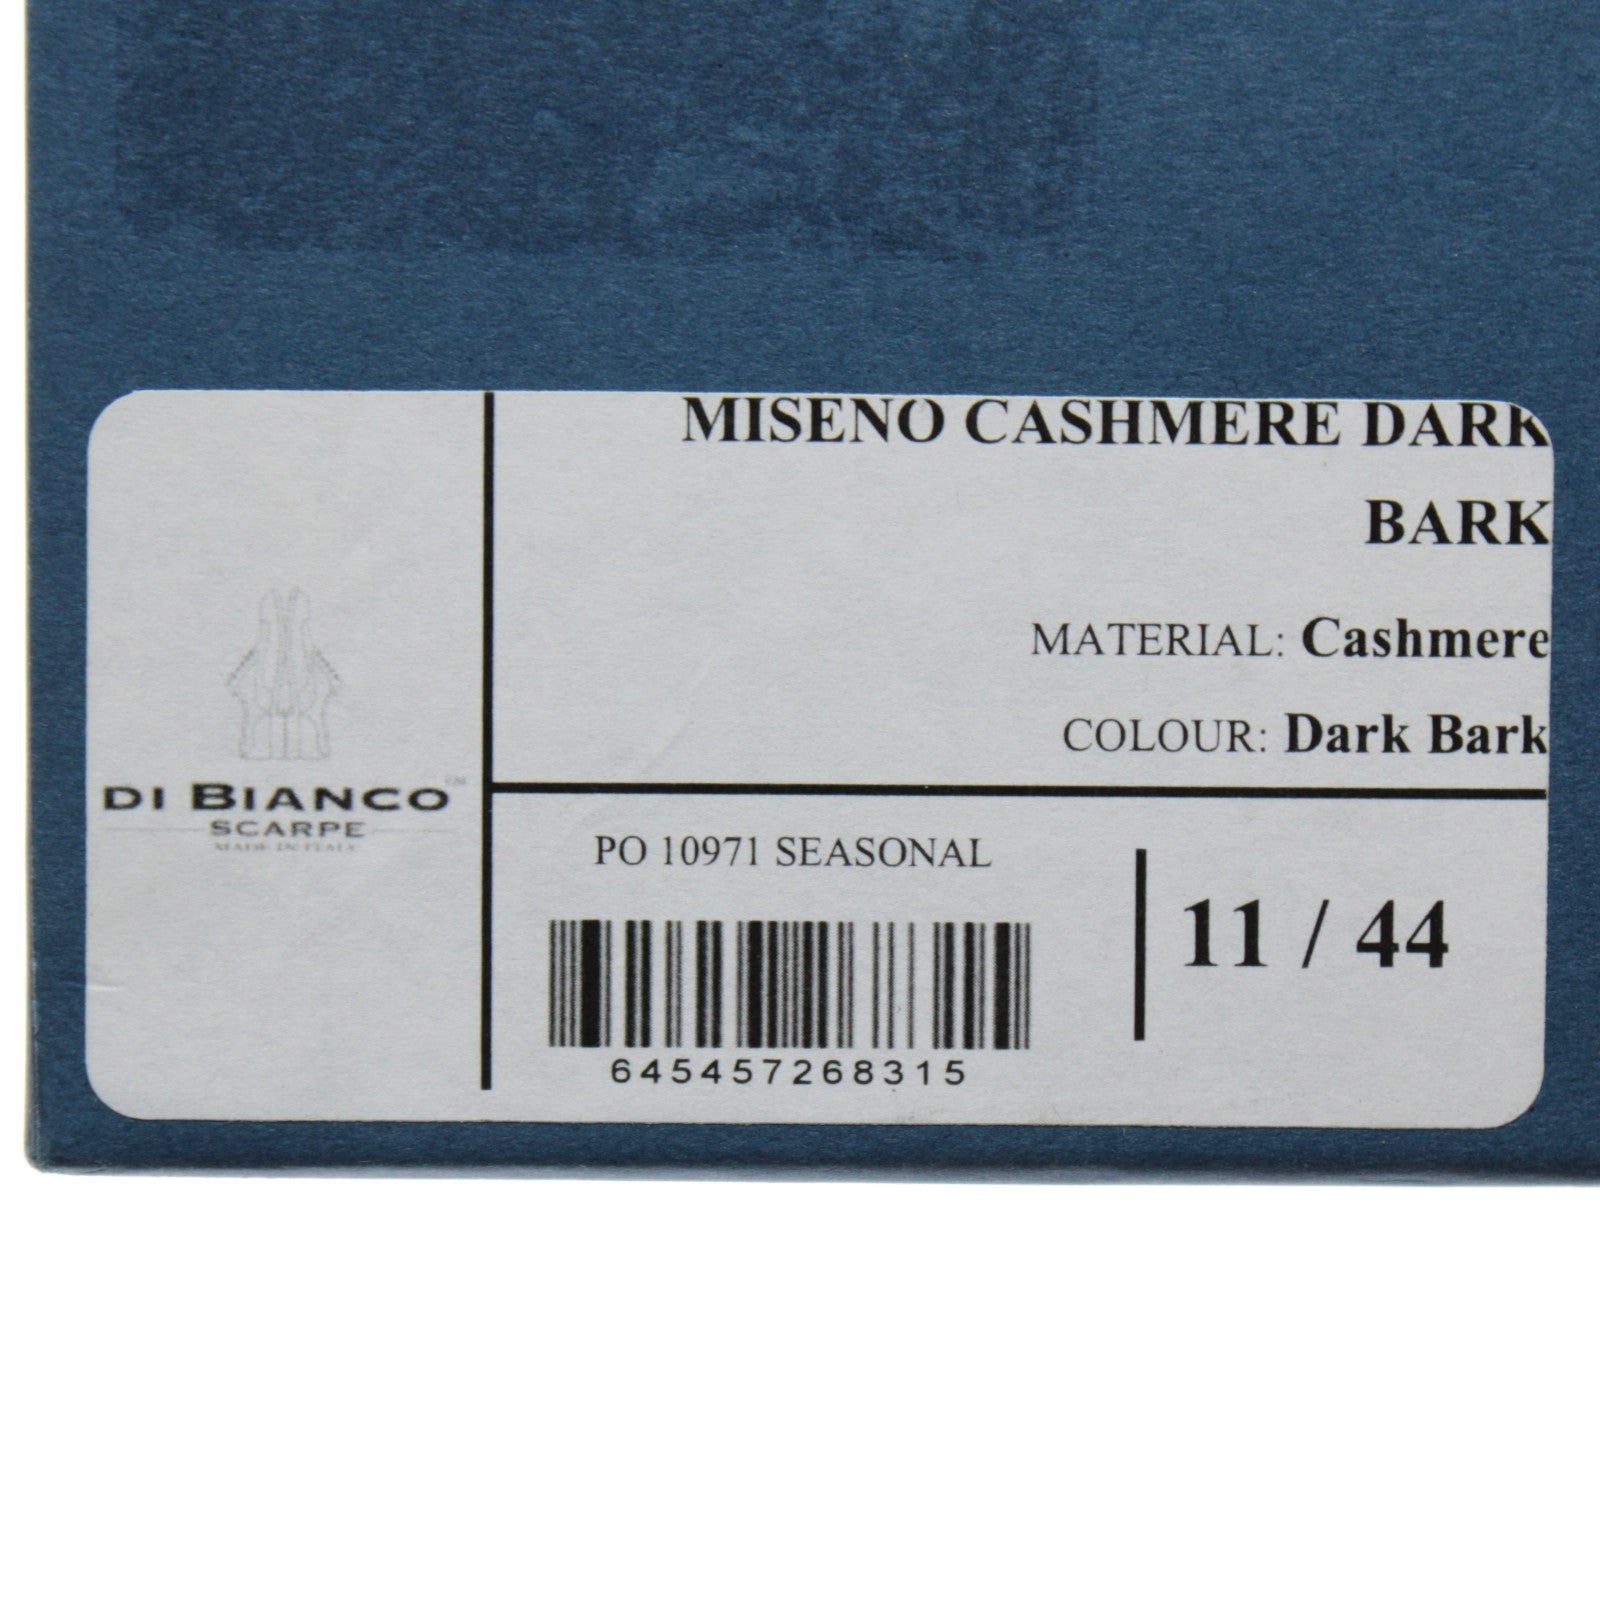 MISENO CASHMERE DARK
BARK
MATERIAL: Cashmere
COLOUR: Dark Bark
DI BIANCO™
SCARPE
MADE IN ITALY
PO 10971 SEASONAL
645457268315
11 / 44